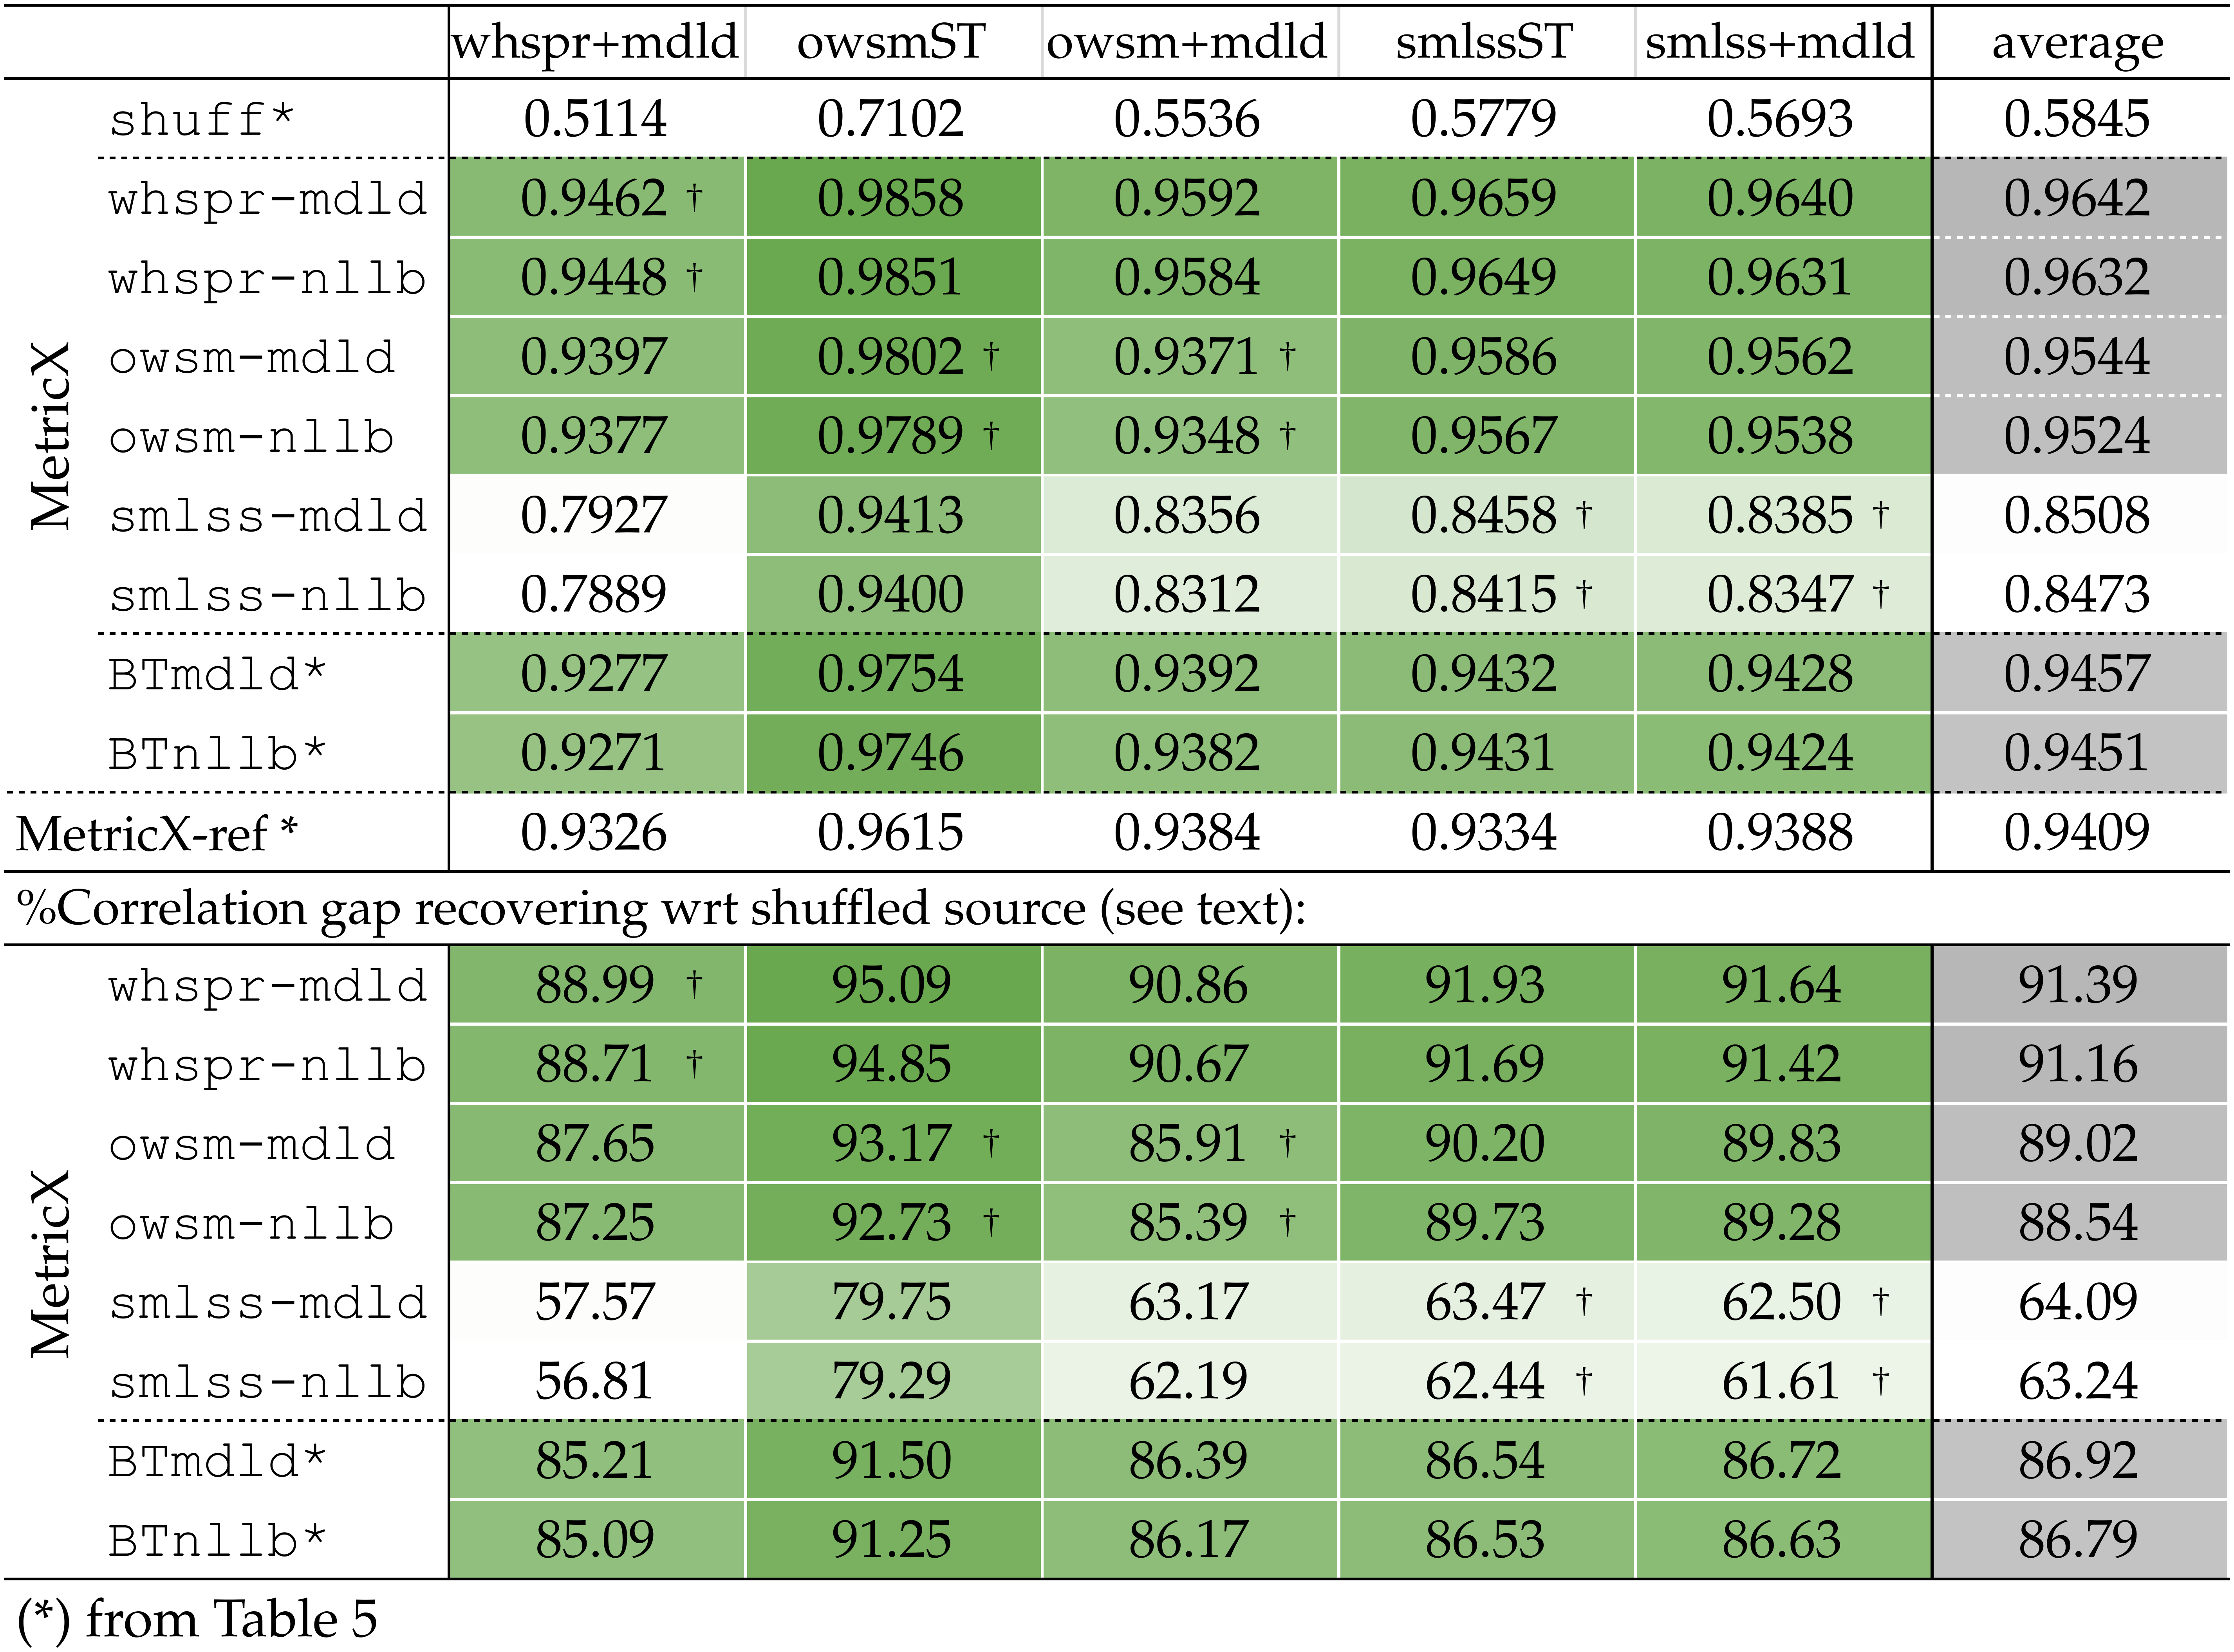 whspr+mdld owsmST owsm+mdld smlssST smlss+mdld average
shuff* 0.5114 0.7102 0.5536 0.5779 0.5693 0.5845
whspr-mdld 0.9462 † 0.9858 0.9592 0.9659 0.9640 0.9642
whspr-nllb 0.9448 † 0.9851 0.9584 0.9649 0.9631 0.9632
owsm-mdld 0.9397 0.9802 † 0.9371 † 0.9586 0.9562 0.9544
owsm-nllb 0.9377 0.9789 † 0.9348 † 0.9567 0.9538 0.9524
MetricX
smlss-mdld 0.7927 0.9413 0.8356 0.8458 † 0.8385 † 0.8508
smlss-nllb 0.7889 0.9400 0.8312 0.8415 † 0.8347 † 0.8473
BTmdld* 0.9277 0.9754 0.9392 0.9432 0.9428 0.9457
BTnllb* 0.9271 0.9746 0.9382 0.9431 0.9424 0.9451
MetricX-ref * 0.9326 0.9615 0.9384 0.9334 0.9388 0.9409
%Correlation gap recovering wrt shuffled source (see text):
whspr-mdld 88.99 † 95.09 90.86 91.93 91.64 91.39
whspr-nllb 88.71 † 94.85 90.67 91.69 91.42 91.16
owsm-mdld 87.65 93.17 † 85.91 † 90.20 89.83 89.02
owsm-nllb 87.25 92.73 † 85.39 † 89.73 89.28 88.54
MetricX
smlss-mdld 57.57 79.75 63.17 63.47 † 62.50 † 64.09
smlss-nllb 56.81 79.29 62.19 62.44 † 61.61 † 63.24
BTmdld* 85.21 91.50 86.39 86.54 86.72 86.92
BTnllb* 85.09 91.25 86.17 86.53 86.63 86.79
(*) from Table 5